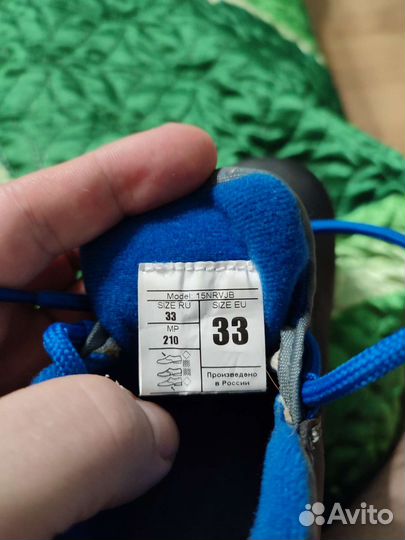 Model: 15NRVJB
SIZE RU
SIZE EU
33
33
MP
210
Произведено
в России
Avito